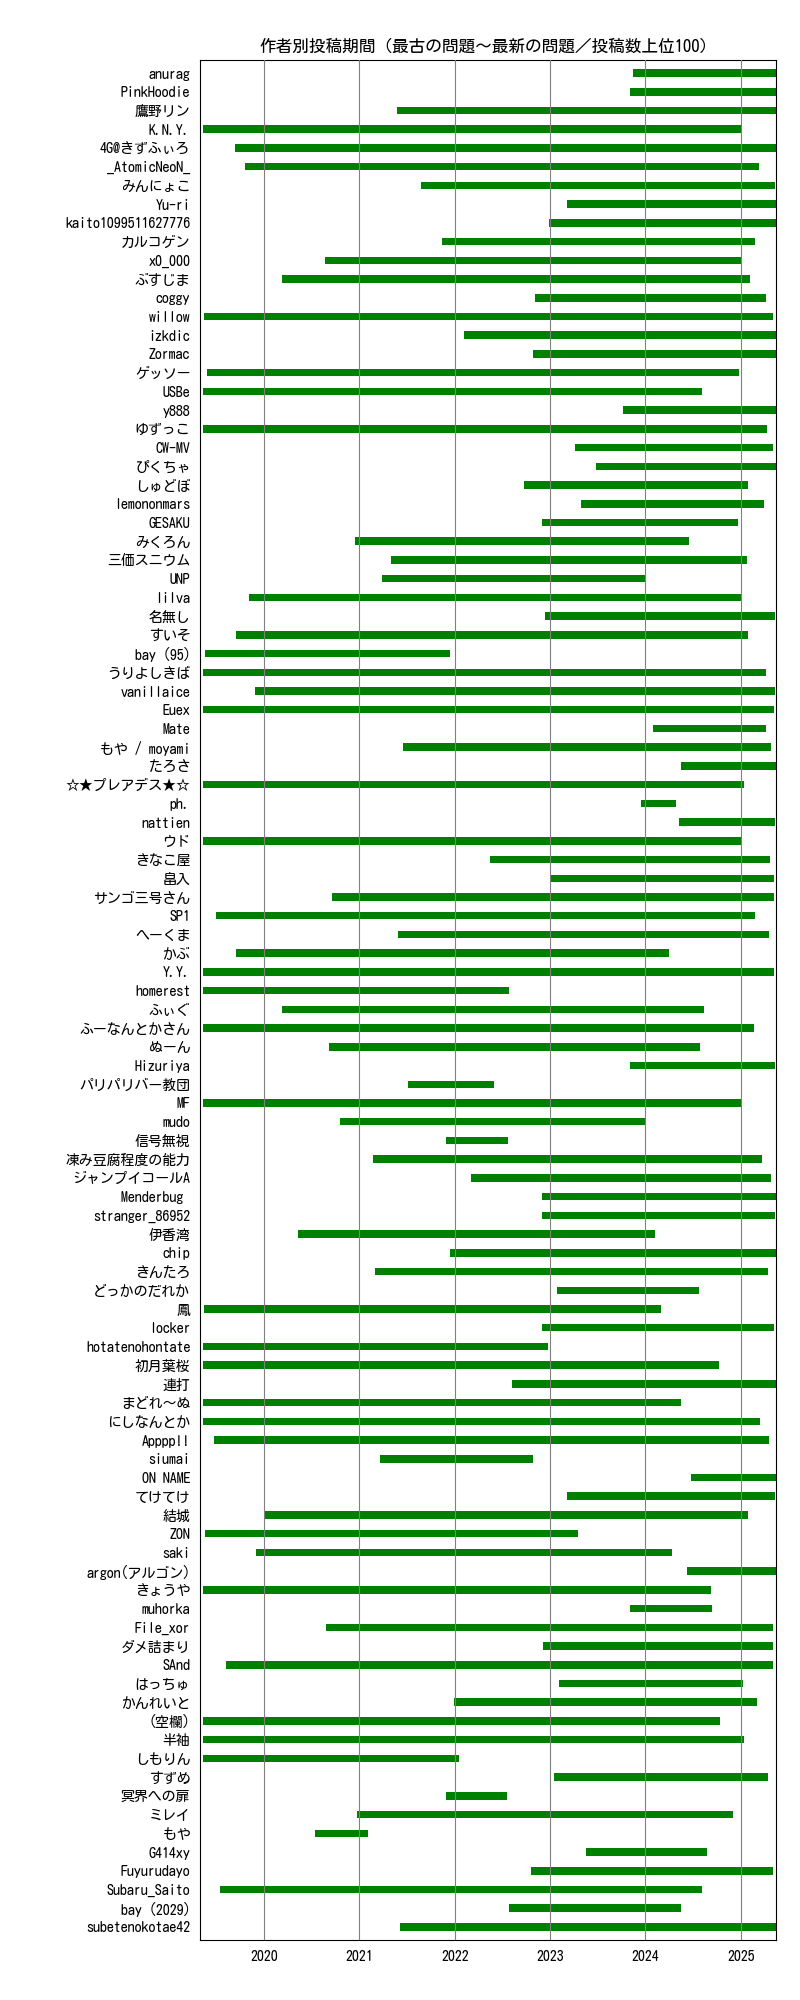 作者別投稿期間（最古の問題～最新の問題／投稿数上位100）
anurag
PinkHoodie
鷹野リン
K.N.Y.
4G@きずふぃろ
_AtomicNeoN_
みんにょこ
Yu-ri
kaito1099511627776
カルコゲン
x0_000
ぶすじま
coggy
willow
izkdic
Zormac
ゲッソー
USBe
y888
ゆずっこ
CW-MV
ぴくちゃ
しゅどぼ
lemononmars
GESAKU
みくろん
三価スニウム
UNP
lilva
名無し
すいそ
bay (95)
うりよしきば
vanillaice
Euex
Mate
もや / moyami
たろさ
☆★プレアデス★☆
ph.
nattien
ウド
きなこ屋
畠入
サンゴ三号さん
SP1
へーくま
かぶ
Y.Y.
homerest
ふぃぐ
ふーなんとかさん
ぬーん
Hizuriya
パリパリバー教団
MF
mudo
信号無視
凍み豆腐程度の能力
ジャンプイコールA
Menderbug
stranger_86952
伊香湾
chip
きんたろ
どっかのだれか
鳳
locker
hotatenohontate
初月葉桜
連打
まどれ～ぬ
にしなんとか
Appppll
siumai
ON NAME
てけてけ
結城
ZON
saki
argon(アルゴン)
きょうや
muhorka
File_xor
ダメ詰まり
SAnd
はっちゅ
かんれいと
(空欄)
半袖
しもりん
すずめ
冥界への扉
ミレイ
もや
G414xy
Fuyurudayo
Subaru_Saito
bay (2029)
subetenokotae42
2020 2021 2022 2023 2024 2025